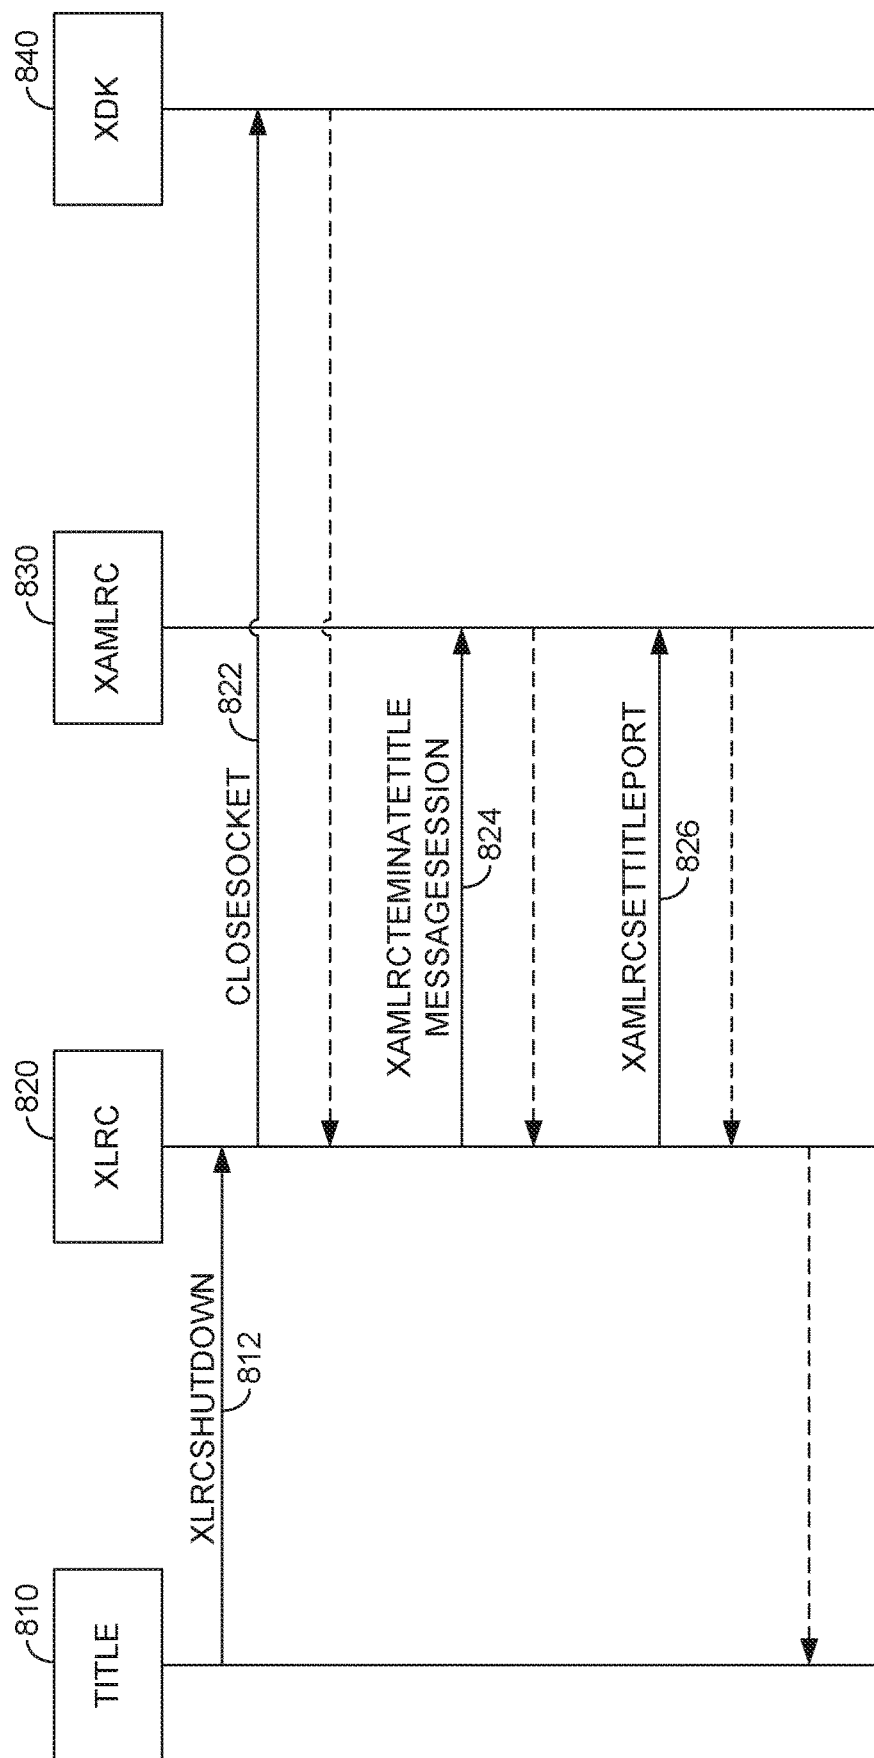 810
TITLE
820
XLRC
830
XAMLRC
840
XDK
XLRCSHUTDOWN
812
CLOSESOCKET
822
XAMLRCTEMINATETITLE
MESSAGESESSION
824
XAMLRCSETTITLEPORT
826